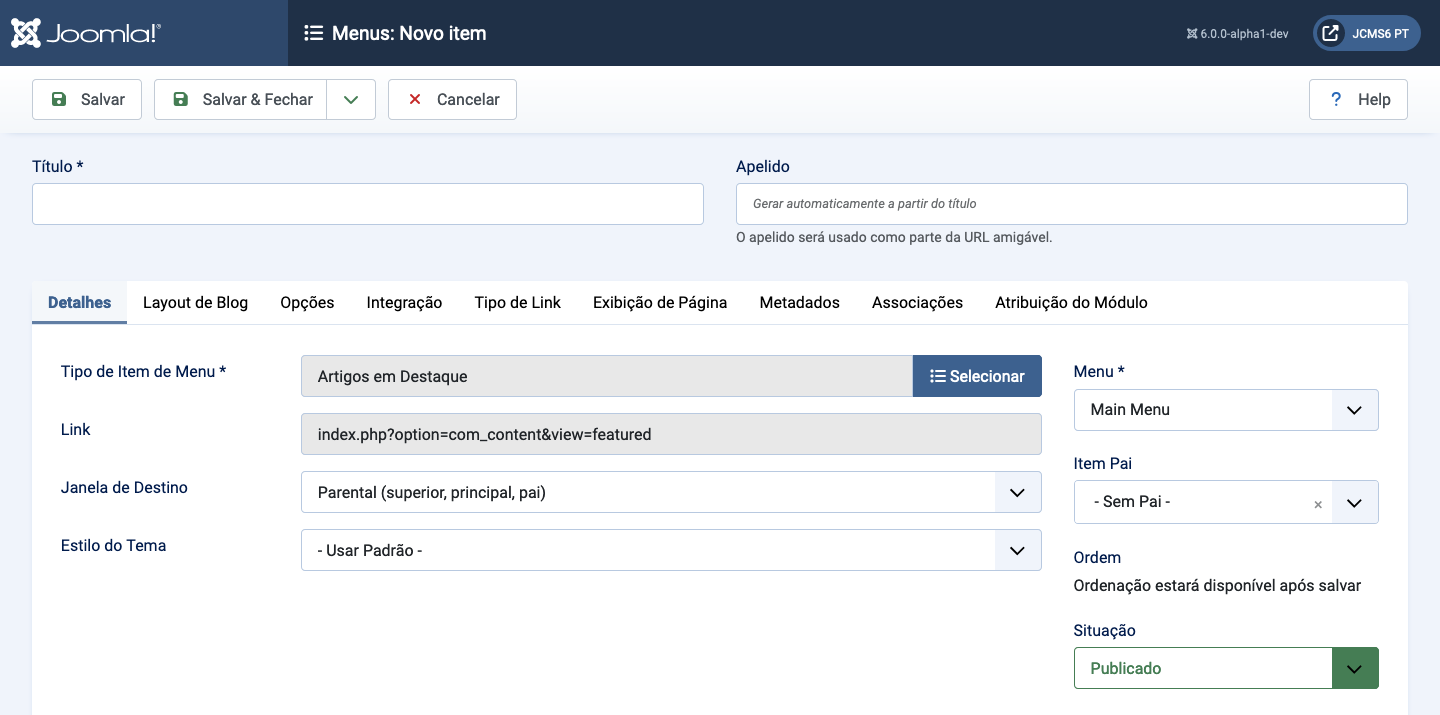 Joomla!®
Menus: Novo item
6.0.0-alpha1-dev
JCMS6 PT
Salvar
Salvar & Fechar
Cancelar
? Help
Título *
Apelido
Gerar automaticamente a partir do título
O apelido será usado como parte da URL amigável.
Detalhes Layout de Blog Opções Integração Tipo de Link Exibição de Página Metadados Associações Atribuição do Módulo
Tipo de Item de Menu *
Artigos em Destaque
Selecionar
Link
index.php?option=com_content&view=featured
Janela de Destino
Parental (superior, principal, pai)
Estilo do Tema
- Usar Padrão -
Menu *
Main Menu
Item Pai
- Sem Pai - ×
Ordem
Ordenação estará disponível após salvar
Situação
Publicado